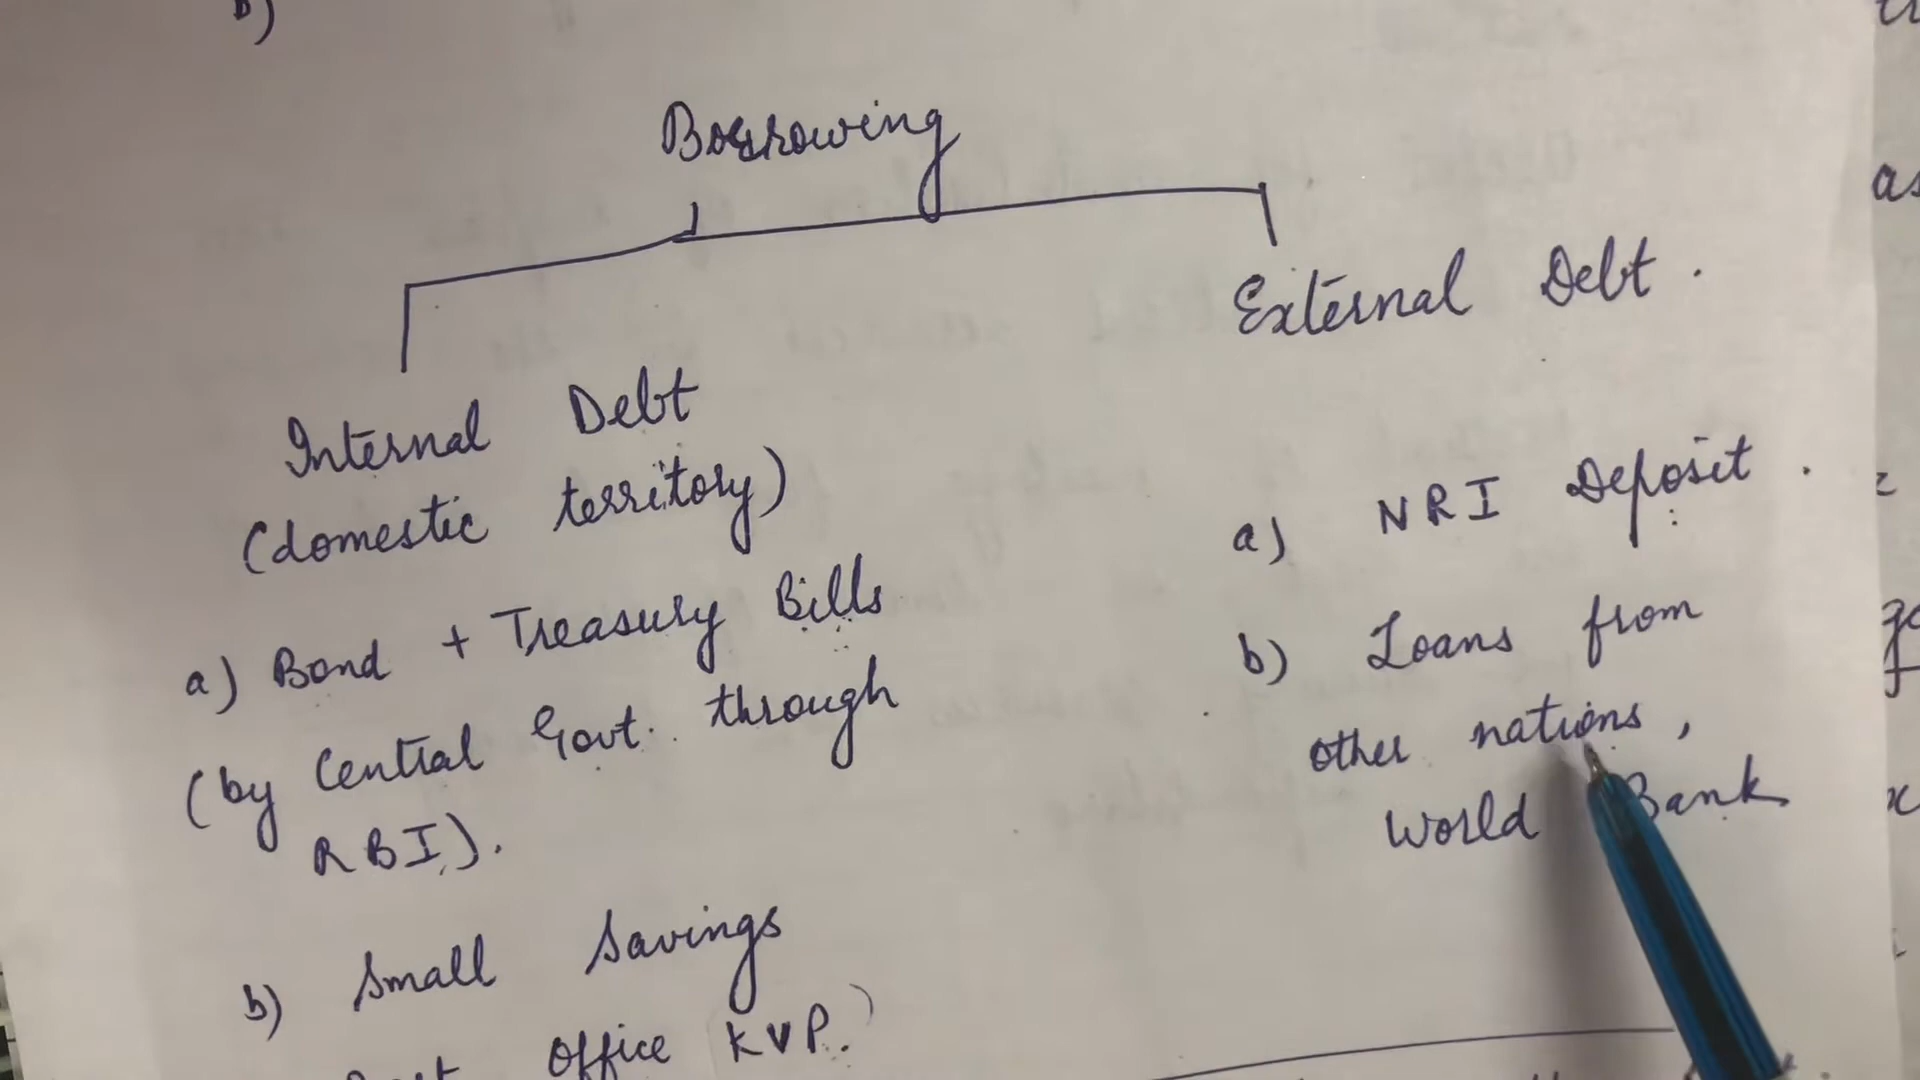 B)
Borrowing
Internal Debt
(domestic territory)
a) Bond + Treasury Bills
(by Central Govt. through
RBI).
b) Small Savings
Office KVP.)
External Debt.
a) NRI Deposit.
b) Loans from
other nations,
World Bank
as